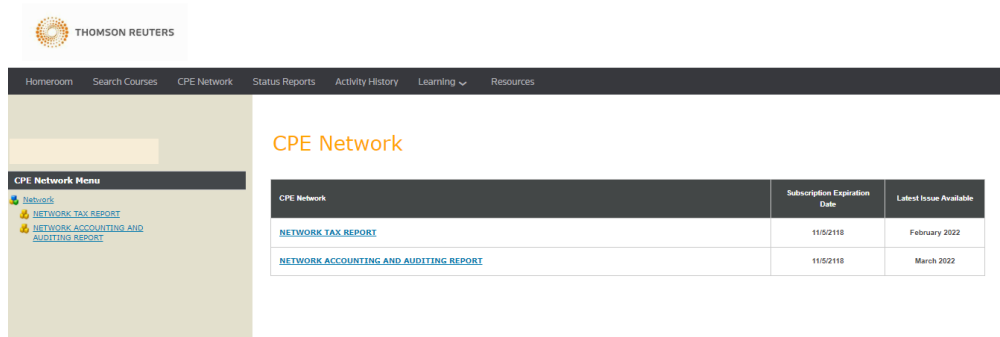 THOMSON REUTERS
Homeroom Search Courses CPE Network Status Reports Activity History Learning Resources
CPE Network
CPE Network Menu
Network
NETWORK TAX REPORT
NETWORK ACCOUNTING AND
AUDITING REPORT
CPE Network Subscription Expiration Date Latest Issue Available
NETWORK TAX REPORT 11/5/2118 February 2022
NETWORK ACCOUNTING AND AUDITING REPORT 11/5/2118 March 2022